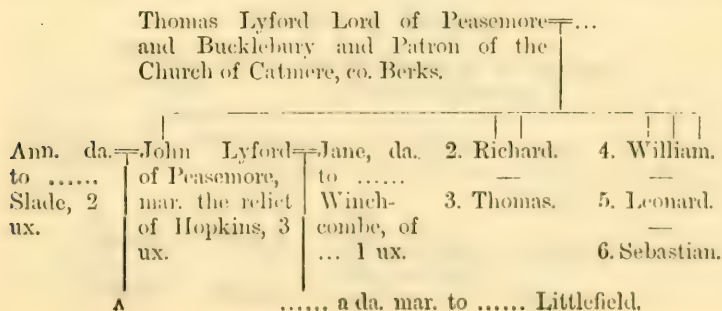 Thomas Lyford Lord of Peasemore=...
and Bucklebury and Patron of the
Church of Catmere, co. Berks.
Ann. da.=John Lyford=Jane, da. 2. Richard. 4. William.
to ...... of Peasemore, to ...... — —
Slade, 2 mar. the relict Winch- 3. Thomas. 5. Leonard.
ux. of Hopkins, 3 combe, of —
ux. ... 1 ux. 6. Sebastian.
A ...... a da. mar. to ...... Littlefield.